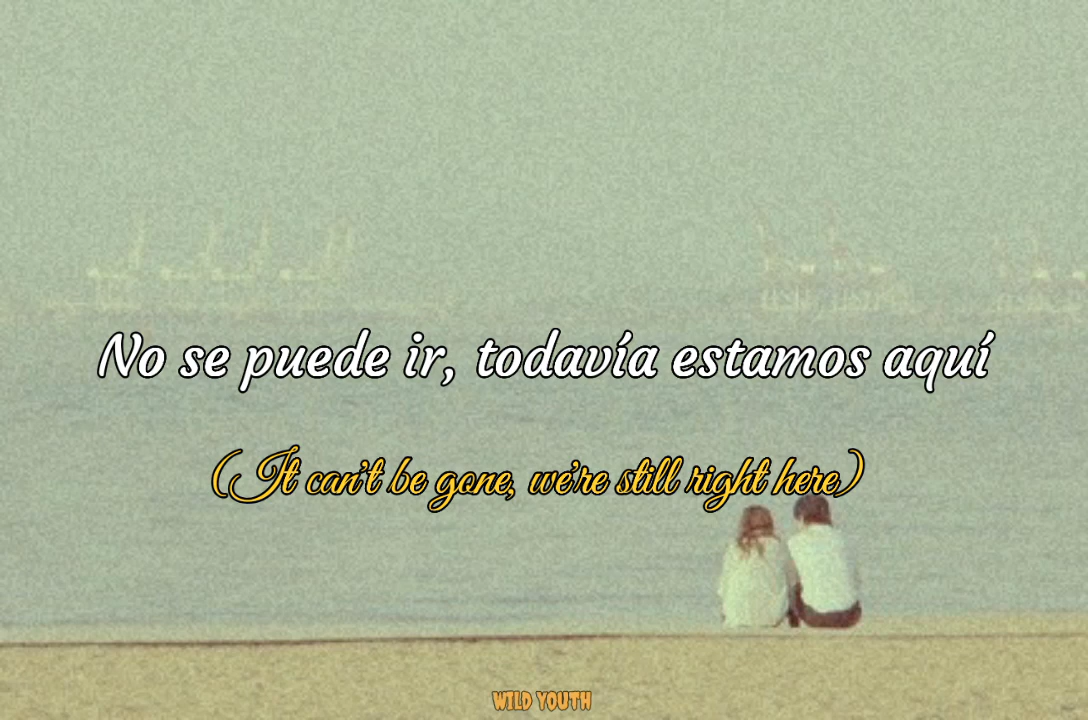 No se puede ir, todavía estamos aquí
(It can't be gone, we're still right here)
WILD YOUTH